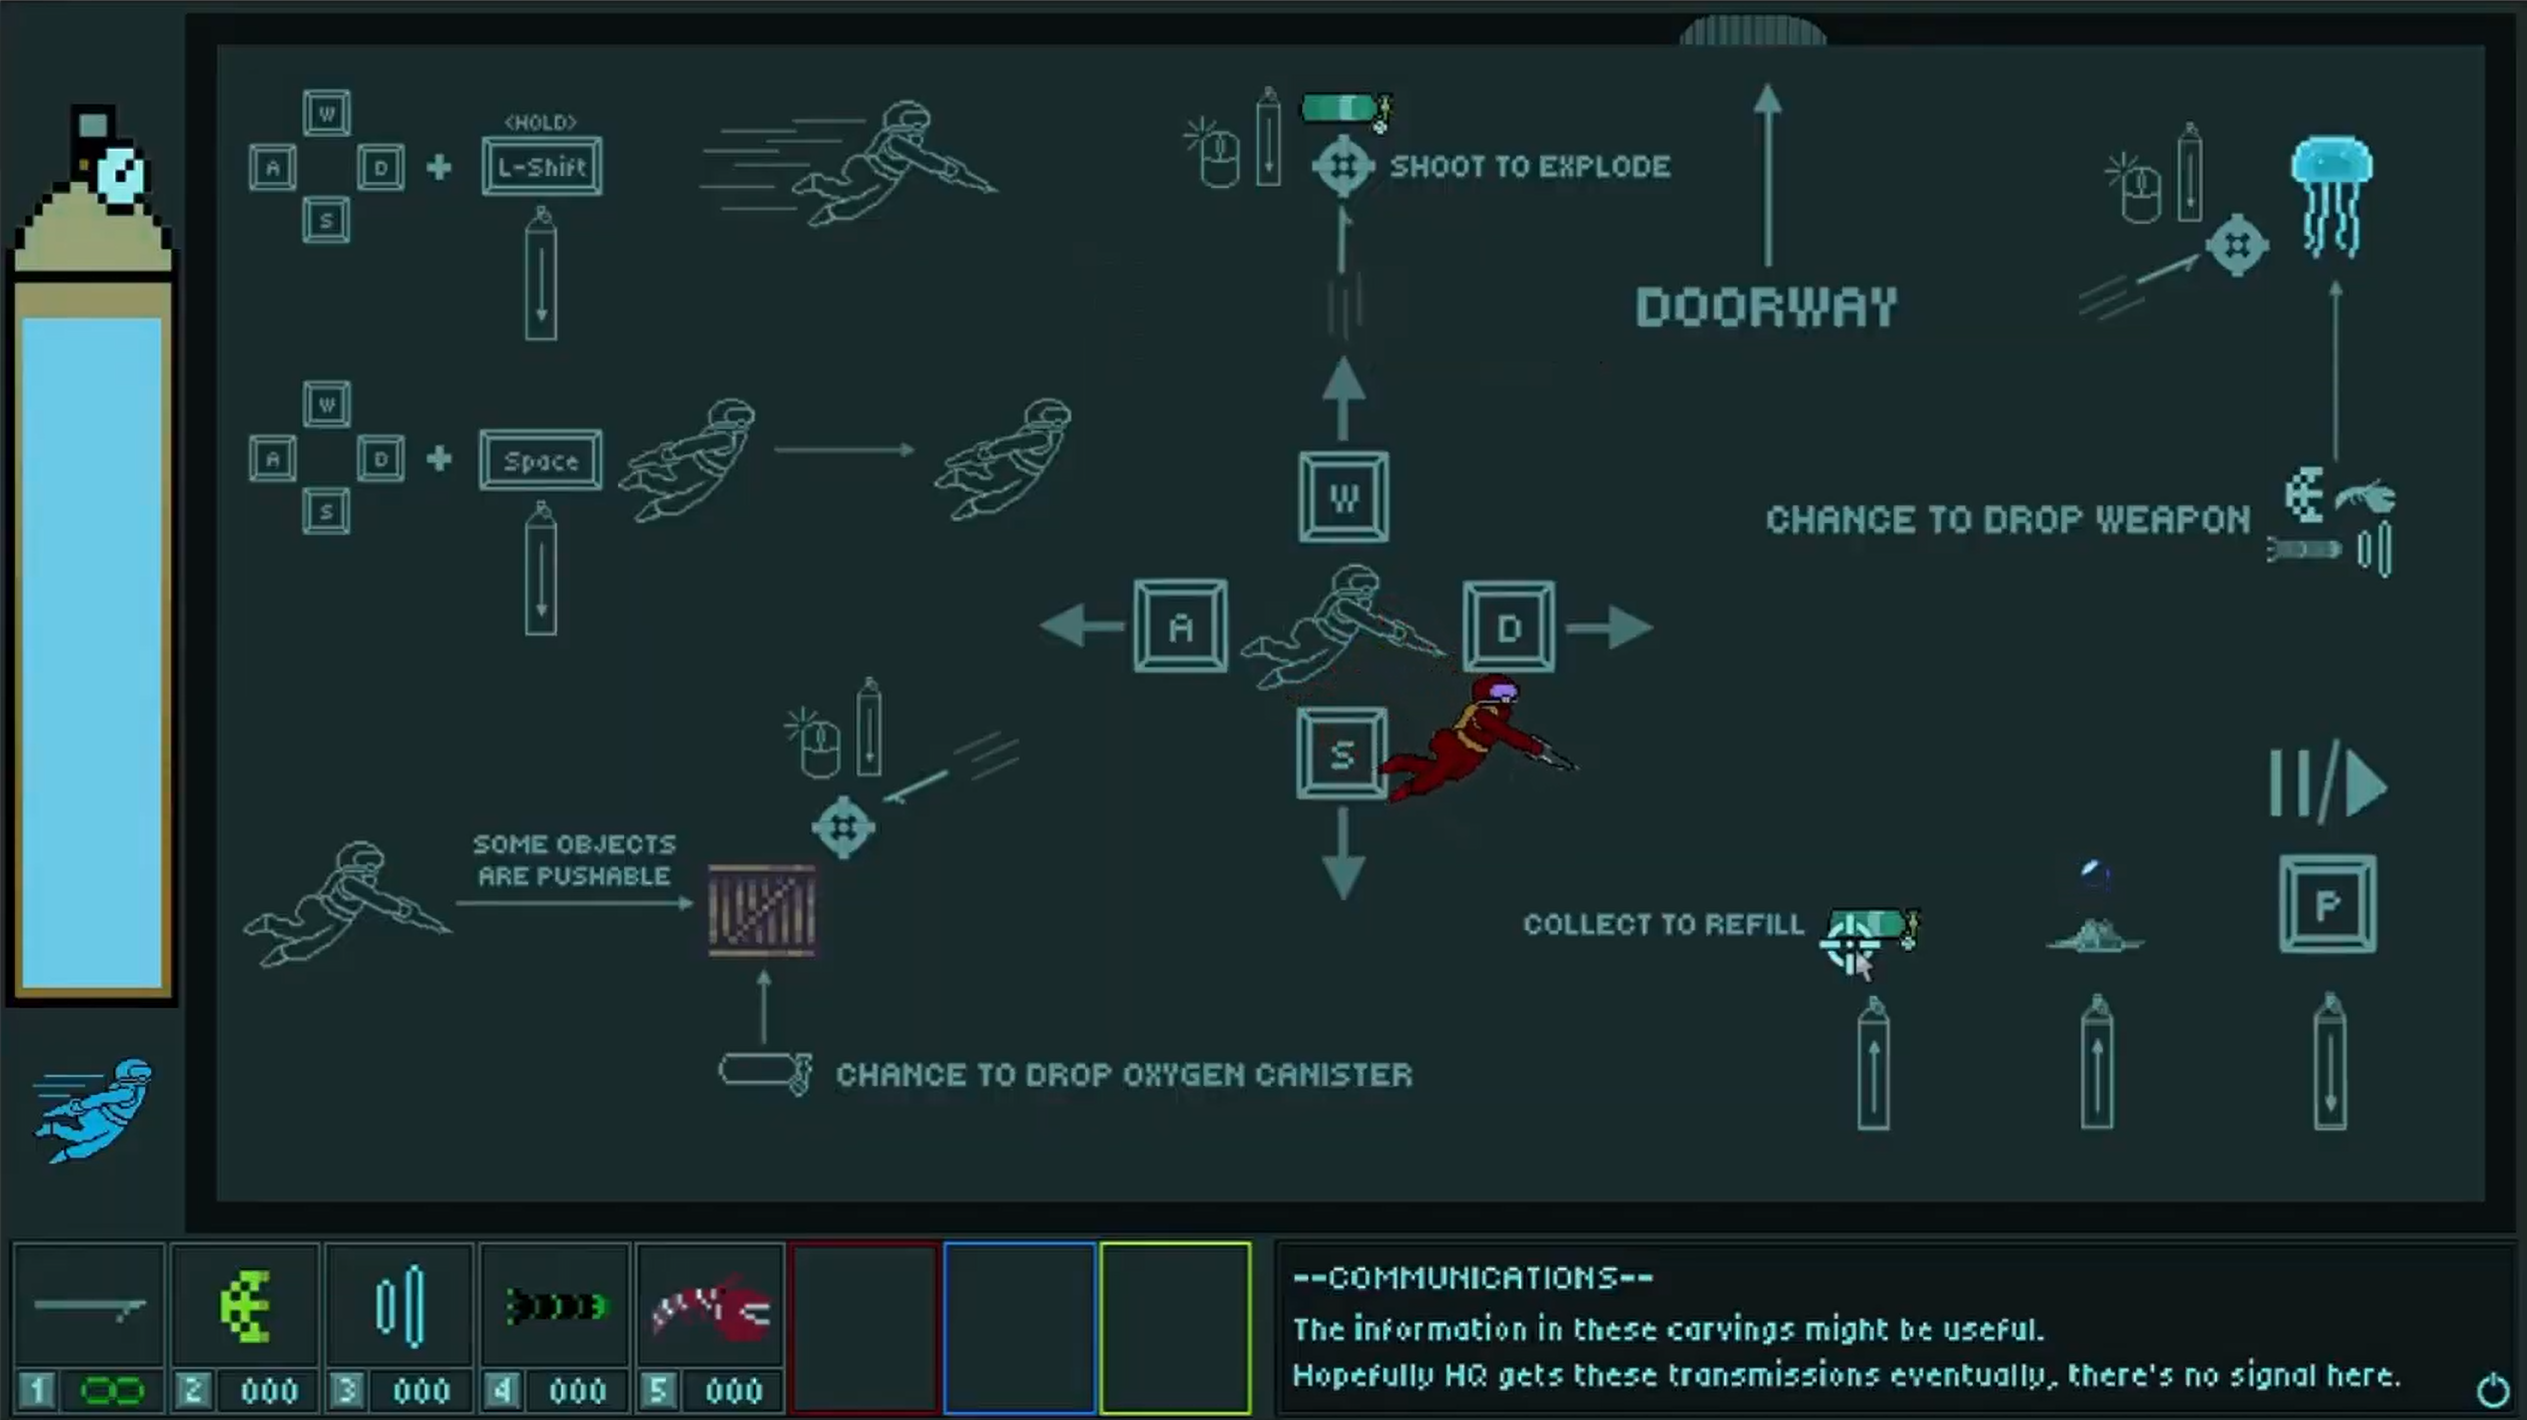 W
<HOLD>
A D + L-Shift
S
SHOOT TO EXPLODE
DOORWAY
W
A D + Space
S
W
A D
S
CHANCE TO DROP WEAPON
SOME OBJECTS
ARE PUSHABLE
COLLECT TO REFILL
P
CHANCE TO DROP OXYGEN CANISTER
1 2 000 3 000 4 000 5 000
--COMMUNICATIONS--
The information in these carvings might be useful.
Hopefully HQ gets these transmissions eventually, there's no signal here.